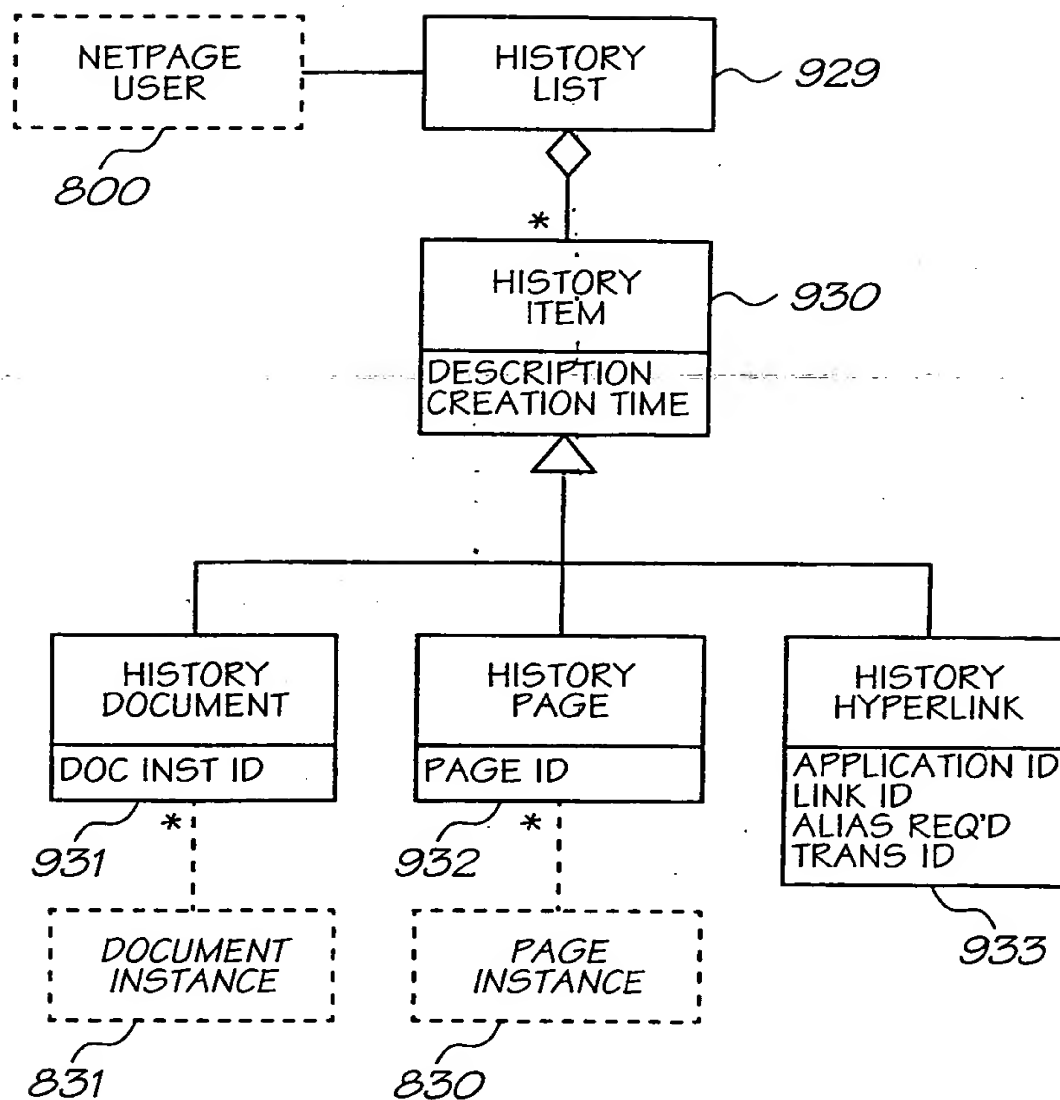 NETPAGE
USER
800
HISTORY
LIST
929
*
HISTORY
ITEM
930
DESCRIPTION
CREATION TIME
HISTORY
DOCUMENT
DOC INST ID
931
*
HISTORY
PAGE
PAGE ID
932
*
HISTORY
HYPERLINK
APPLICATION ID
LINK ID
ALIAS REQ'D
TRANS ID
933
DOCUMENT
INSTANCE
831
PAGE
INSTANCE
830